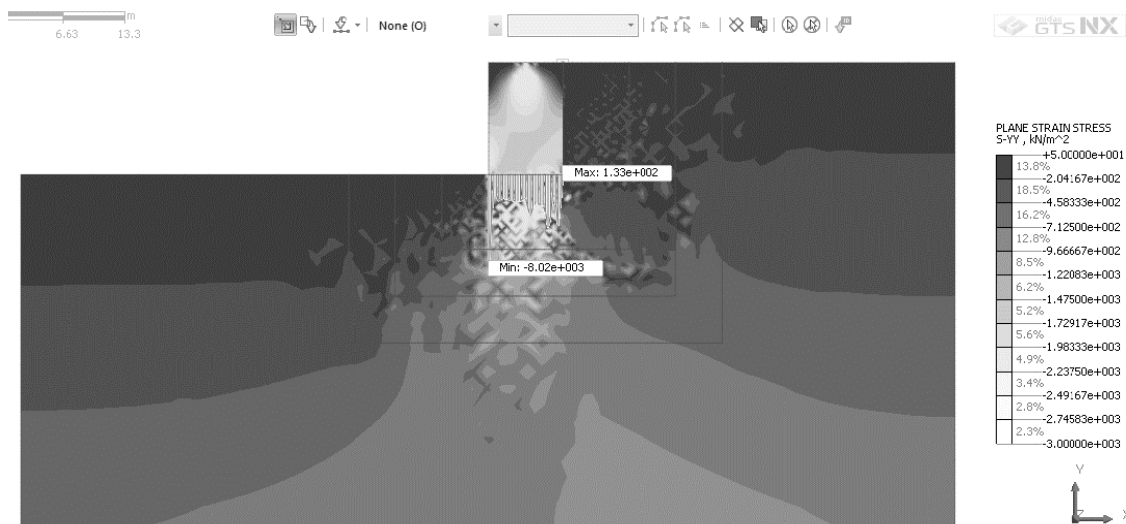 m
6.63 13.3
None (O)
midas
GTS NX
Max: 1.33e+002
Min: -8.02e+003
PLANE STRAIN STRESS
S-YY , kN/m^2
+5.00000e+001
13.8%
-2.04167e+002
18.5%
-4.58333e+002
16.2%
-7.12500e+002
12.8%
-9.66667e+002
8.5%
-1.22083e+003
6.2%
-1.47500e+003
5.2%
-1.72917e+003
5.6%
-1.98333e+003
4.9%
-2.23750e+003
3.4%
-2.49167e+003
2.8%
-2.74583e+003
2.3%
-3.00000e+003
Y
Z
X